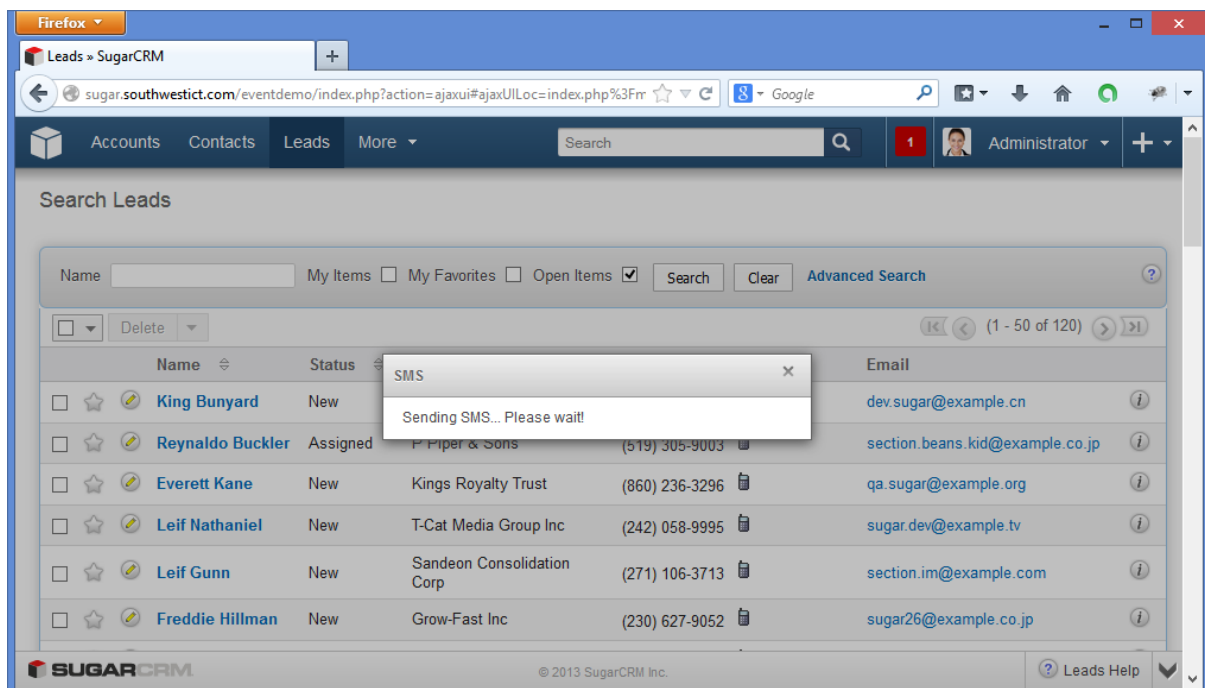 Firefox
Leads » SugarCRM
sugar.southwestict.com/eventdemo/index.php?action=ajaxui#ajaxUILoc=index.php%3Fm
Google
Accounts Contacts Leads More Search 1 Administrator
Search Leads
Name My Items My Favorites Open Items Search Clear Advanced Search
Delete (1 - 50 of 120)
Name Status Email
SMS
Sending SMS... Please wait!
King Bunyard New dev.sugar@example.cn
Reynaldo Buckler Assigned P Piper & Sons (519) 305-9003 section.beans.kid@example.co.jp
Everett Kane New Kings Royalty Trust (860) 236-3296 qa.sugar@example.org
Leif Nathaniel New T-Cat Media Group Inc (242) 058-9995 sugar.dev@example.tv
Leif Gunn New Sandeon Consolidation Corp (271) 106-3713 section.im@example.com
Freddie Hillman New Grow-Fast Inc (230) 627-9052 sugar26@example.co.jp
SUGARCRM © 2013 SugarCRM Inc. Leads Help